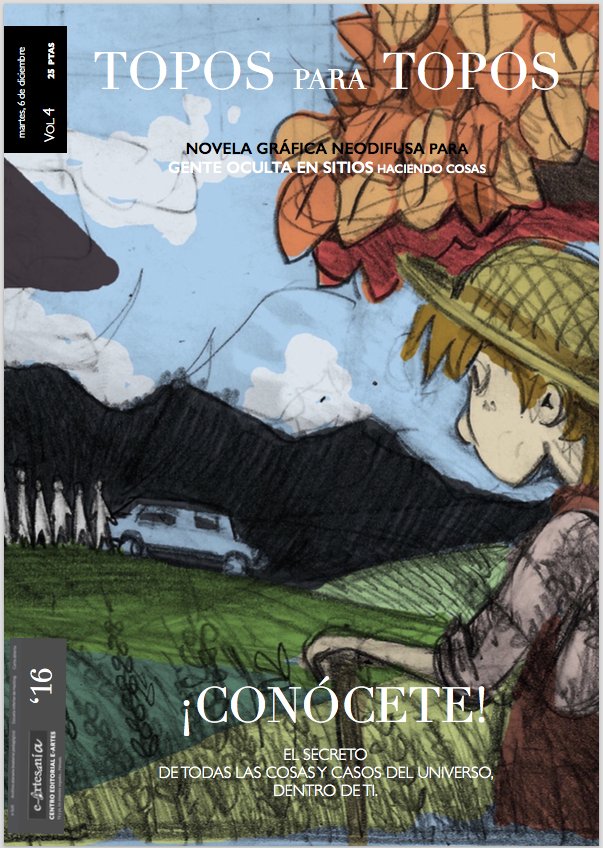 martes, 6 de diciembre
VOL.4
25 PTAS
TOPOS PARA TOPOS
NOVELA GRÁFICA NEODIFUSA PARA
GENTE OCULTA EN SITIOS HACIENDO COSAS
¡CONÓCETE!
EL SECRETO
DE TODAS LAS COSAS Y CASOS DEL UNIVERSO,
DENTRO DE TI.
‘16
e-Artesanía
CENTRO EDITORIAL E-ARTES